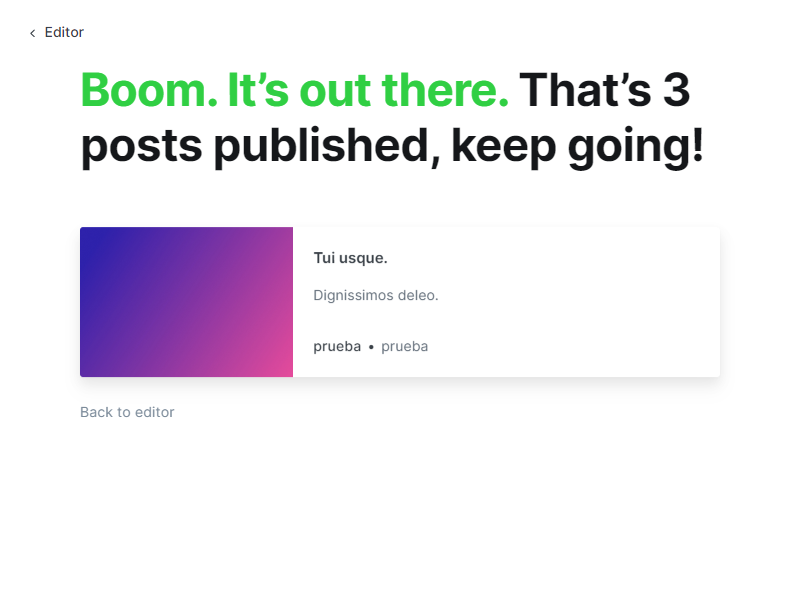 Editor
Boom. It’s out there. That’s 3
posts published, keep going!
Tui usque.
Dignissimos deleo.
prueba • prueba
Back to editor